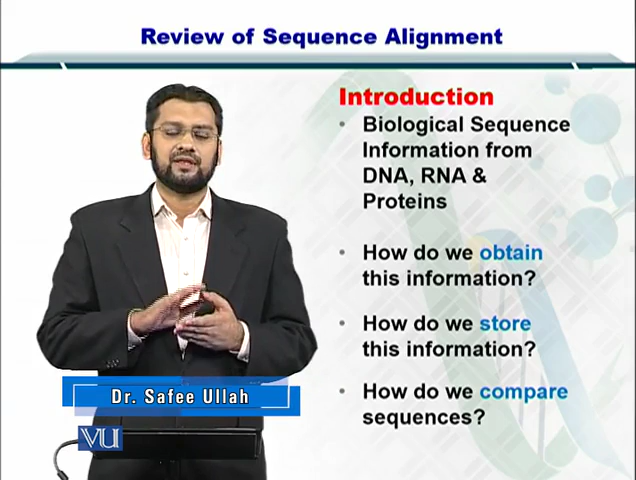 Review of Sequence Alignment
Introduction
• Biological Sequence
Information from
DNA, RNA &
Proteins
• How do we obtain
this information?
• How do we store
this information?
• How do we compare
sequences?
Dr. Safee Ullah
VU